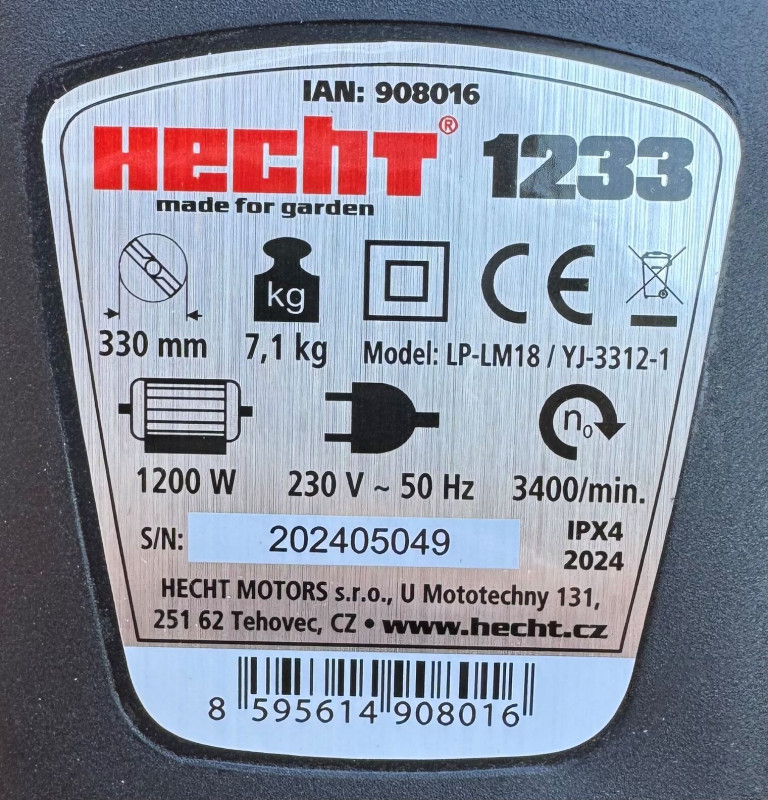 IAN: 908016
HECHT® 1233
made for garden
kg
330 mm 7,1 kg Model: LP-LM18 / YJ-3312-1
n₀
1200 W 230 V ~ 50 Hz 3400/min.
S/N: 202405049 IPX4
2024
HECHT MOTORS s.r.o., U Mototechny 131,
251 62 Tehovec, CZ • www.hecht.cz
8 595614 908016